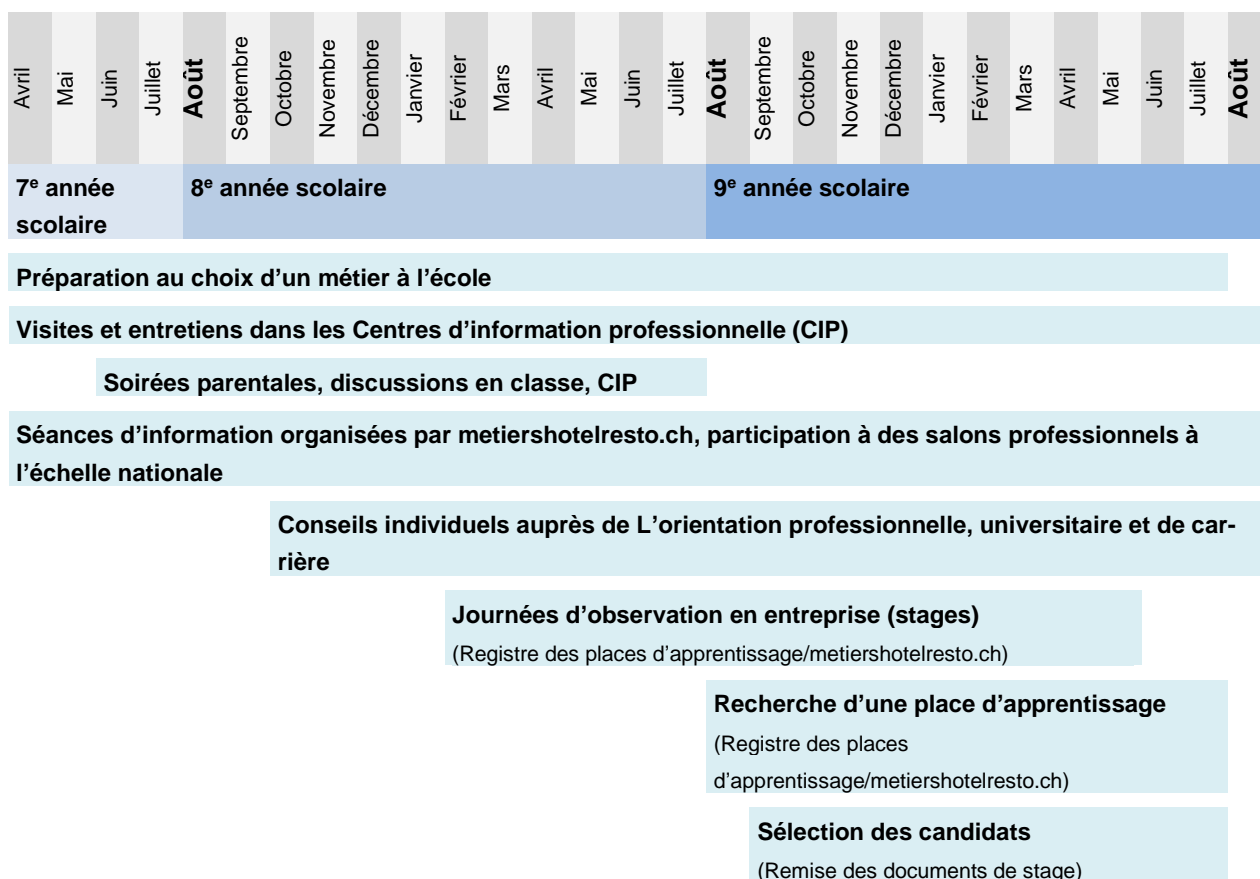 Avril Mai Juin Juillet Août Septembre Octobre Novembre Décembre Janvier Février Mars Avril Mai Juin Juillet Août Septembre Octobre Novembre Décembre Janvier Février Mars Avril Mai Juin Juillet Août
7e année 8e année scolaire 9e année scolaire
scolaire
Préparation au choix d'un métier à l'école
Visites et entretiens dans les Centres d'information professionnelle (CIP)
Soirées parentales, discussions en classe, CIP
Séances d'information organisées par metiershotelresto.ch, participation à des salons professionnels à
l'échelle nationale
Conseils individuels auprès de L'orientation professionnelle, universitaire et de car-
rière
Journées d'observation en entreprise (stages)
(Registre des places d'apprentissage/metiershotelresto.ch)
Recherche d'une place d'apprentissage
(Registre des places
d'apprentissage/metiershotelresto.ch)
Sélection des candidats
(Remise des documents de stage)